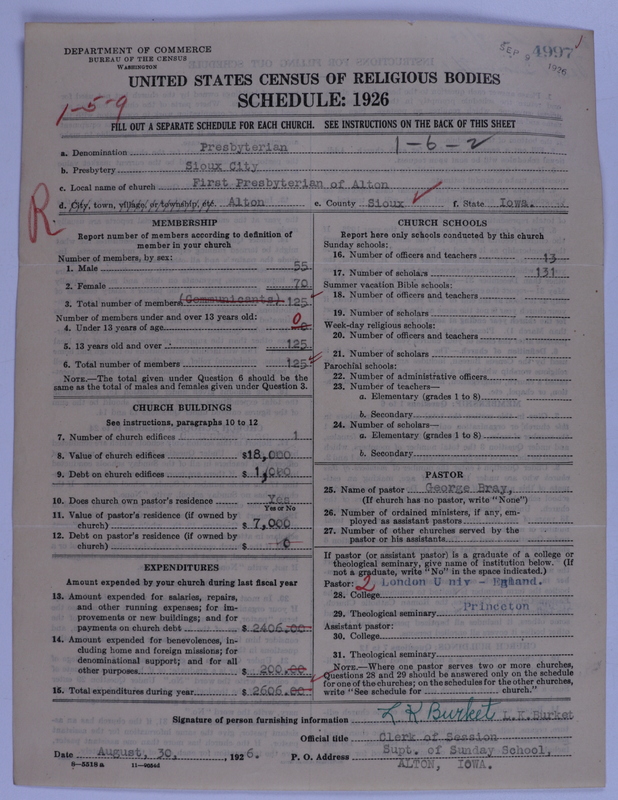 DEPARTMENT OF COMMERCE
BUREAU OF THE CENSUS
WASHINGTON
SEP 9 1926
4997
UNITED STATES CENSUS OF RELIGIOUS BODIES
SCHEDULE: 1926
1-5-9
FILL OUT A SEPARATE SCHEDULE FOR EACH CHURCH. SEE INSTRUCTIONS ON THE BACK OF THIS SHEET
1-6-2
a. Denomination Presbyterian
b. Presbytery Sioux City
c. Local name of church First Presbyterian of Alton
d. City, town, village, or township, etc. Alton e. County Sioux f. State Iowa.
R
MEMBERSHIP
Report number of members according to definition of
member in your church
Number of members, by sex:
1. Male 55
2. Female 70
3. Total number of members (Communicants) 125
Number of members under and over 13 years old:
4. Under 13 years of age 0
5. 13 years old and over 125
6. Total number of members 125
NOTE.—The total given under Question 6 should be
same as the total of males and females given under Question 3.
CHURCH BUILDINGS
See instructions, paragraphs 10 to 12
7. Number of church edifices 1
8. Value of church edifices $18,000
9. Debt on church edifices $ 1,000
10. Does church own pastor's residence Yes
Yes or No
11. Value of pastor's residence (if owned by
church) $ 7,000
12. Debt on pastor's residence (if owned by
church) $ 0
EXPENDITURES
Amount expended by your church during last fiscal year
13. Amount expended for salaries, repairs,
and other running expenses; for im-
provements or new buildings; and for
payments on church debt $ 2406.00
14. Amount expended for benevolences, in-
cluding home and foreign missions; for
denominational support; and for all
other purposes. $ 200.00
15. Total expenditures during year $ 2606.00
CHURCH SCHOOLS
Report here only schools conducted by this church
Sunday schools:
16. Number of officers and teachers 13
17. Number of scholars 131
Summer vacation Bible schools:
18. Number of officers and teachers
19. Number of scholars
Week-day religious schools:
20. Number of officers and teachers
21. Number of scholars
Parochial schools:
22. Number of administrative officers
23. Number of teachers—
a. Elementary (grades 1 to 8)
b. Secondary
24. Number of scholars—
a. Elementary (grades 1 to 8)
b. Secondary
PASTOR
25. Name of pastor George Bray,
(If church has no pastor, write "None")
26. Number of ordained ministers, if any, em-
ployed as assistant pastors
27. Number of other churches served by the
pastor or his assistants
If pastor (or assistant pastor) is a graduate of a college or
theological seminary, give name of institution below. (If
not a graduate, write "No" in the space indicated.)
Pastor: 2 London U niv - England.
28. College
29. Theological seminary Princeton
Assistant pastor:
30. College
31. Theological seminary
NOTE.—Where one pastor serves two or more churches,
Questions 28 and 29 should be answered only on the schedule
for one of the churches; on the schedules for the other churches,
write "See schedule for church."
Signature of person furnishing information L K Burket L.K.Burket
Official title Clerk of Session
Date August, 30, 1926. P. O. Address Supt. of Sunday School,
8-5518 a 11-90545 ALTON, IOWA.